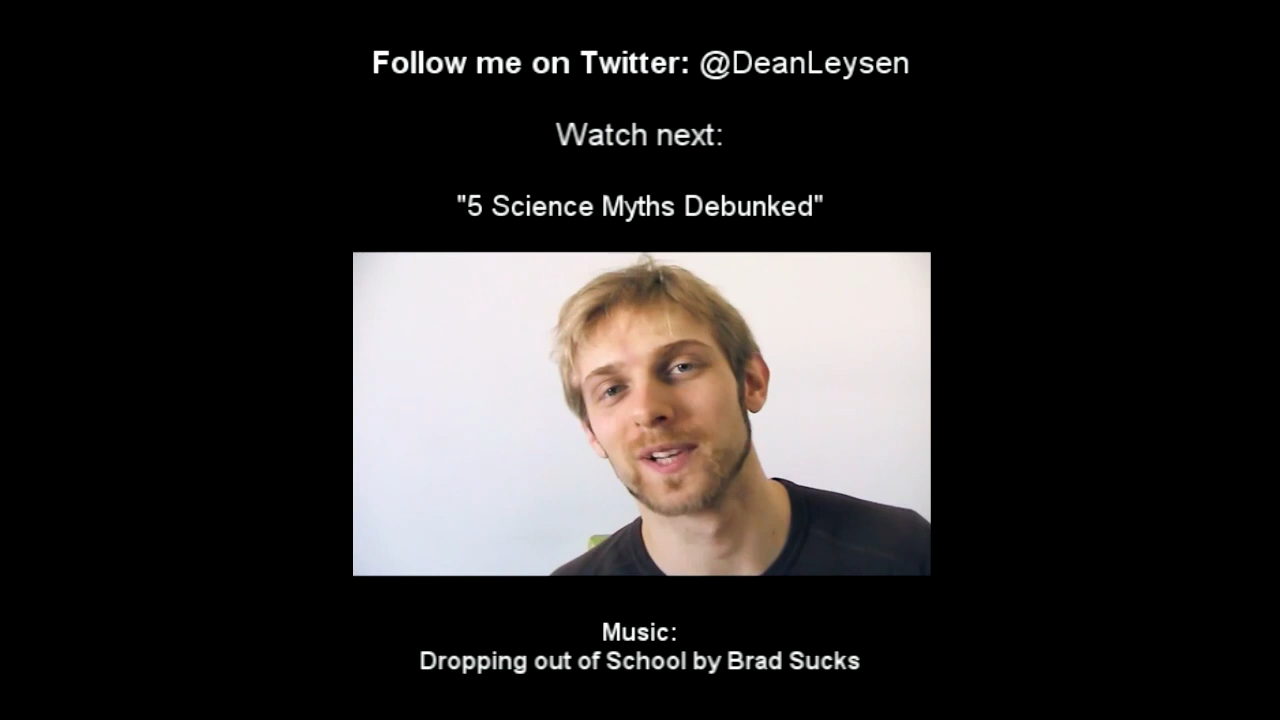 Follow me on Twitter: @DeanLeysen
Watch next:
"5 Science Myths Debunked"
Music:
Dropping out of School by Brad Sucks